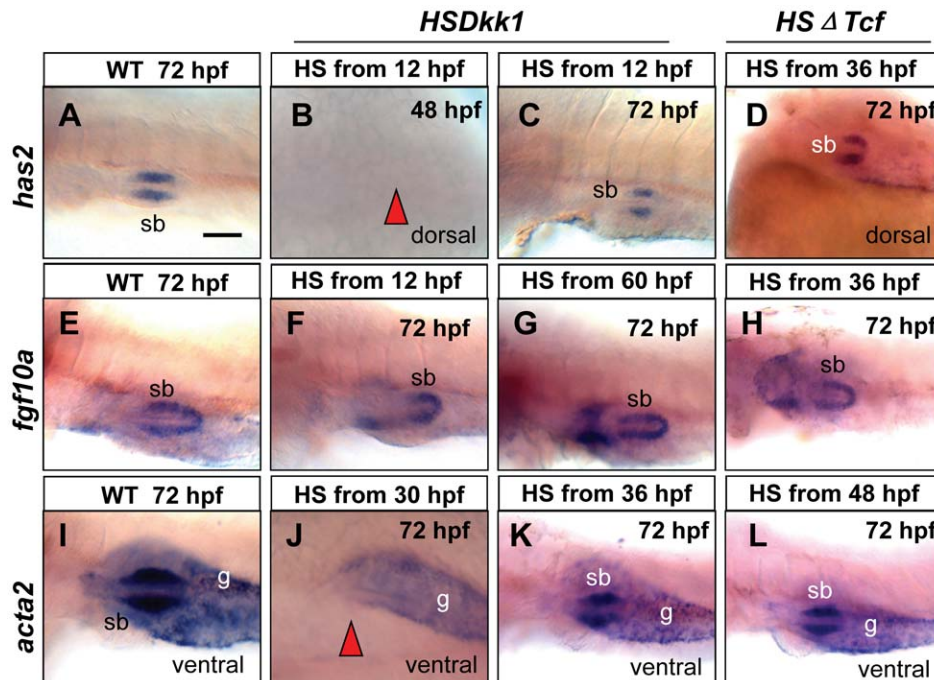 HSDkk1 HS Δ Tcf
WT 72 hpf HS from 12 hpf HS from 12 hpf HS from 36 hpf
has2
A
sb
B 48 hpf
dorsal
C 72 hpf
sb
D 72 hpf
sb
dorsal
WT 72 hpf HS from 12 hpf HS from 60 hpf HS from 36 hpf
fgf10a
E
sb
F 72 hpf
sb
G 72 hpf
sb
H 72 hpf
sb
WT 72 hpf HS from 30 hpf HS from 36 hpf HS from 48 hpf
acta2
I
g
sb
ventral
J 72 hpf
g
ventral
K 72 hpf
sb
g
L 72 hpf
sb
g
ventral